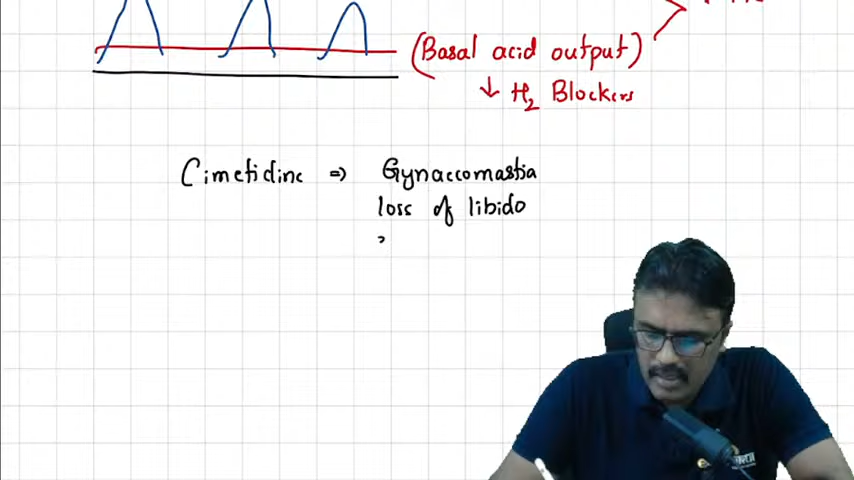 (Basal acid output)
↓ H₂ Blockers
Cimetidine ⇒ Gynaecomastia
loss of libido